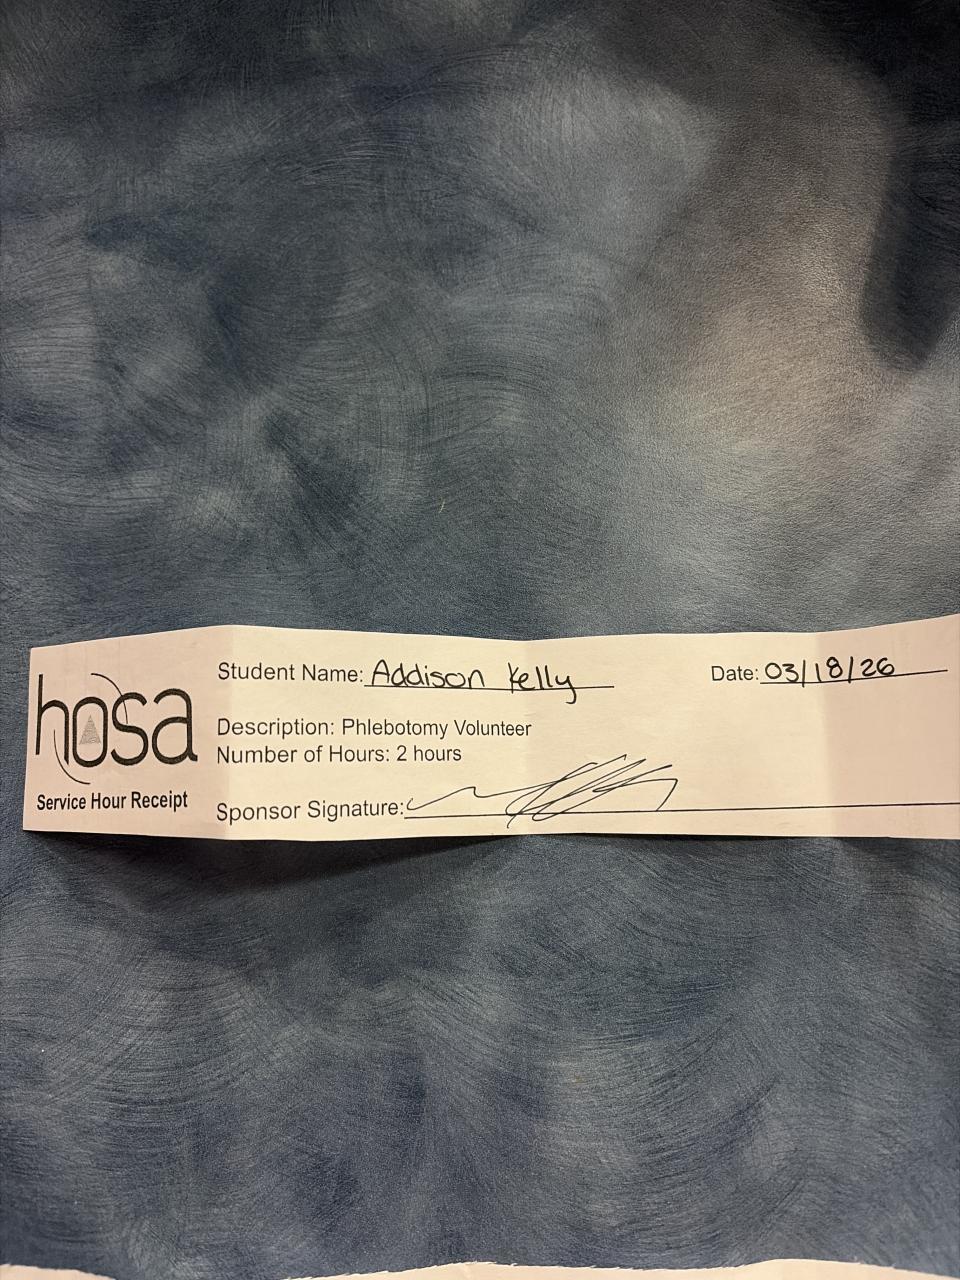 hosa
Service Hour Receipt
Student Name: Addison Kelly
Date: 03/18/26
Description: Phlebotomy Volunteer
Number of Hours: 2 hours
Sponsor Signature: